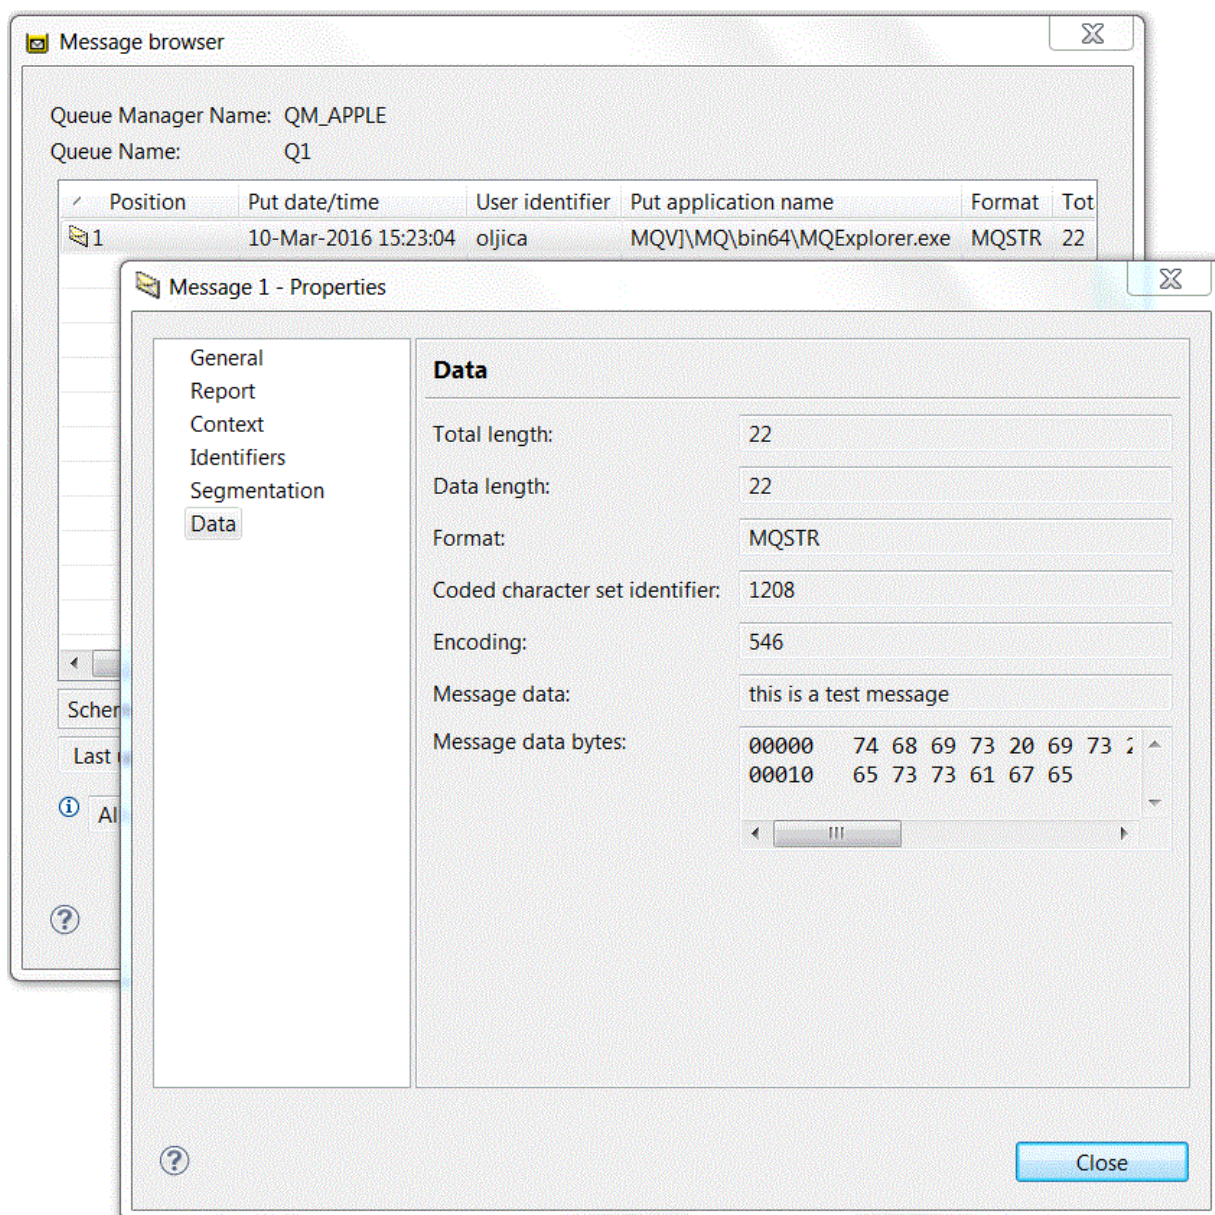 Message browser
Queue Manager Name: QM_APPLE
Queue Name: Q1
Position Put date/time User identifier Put application name Format Tot
1 10-Mar-2016 15:23:04 oljica MQV]\MQ\bin64\MQExplorer.exe MQSTR 22
Message 1 - Properties
General
Report
Context
Identifiers
Segmentation
Data
Data
Total length: 22
Data length: 22
Format: MQSTR
Coded character set identifier: 1208
Encoding: 546
Message data: this is a test message
Message data bytes: 00000 74 68 69 73 20 69 73
00010 65 73 73 61 67 65
Scher
Last
Al
Close